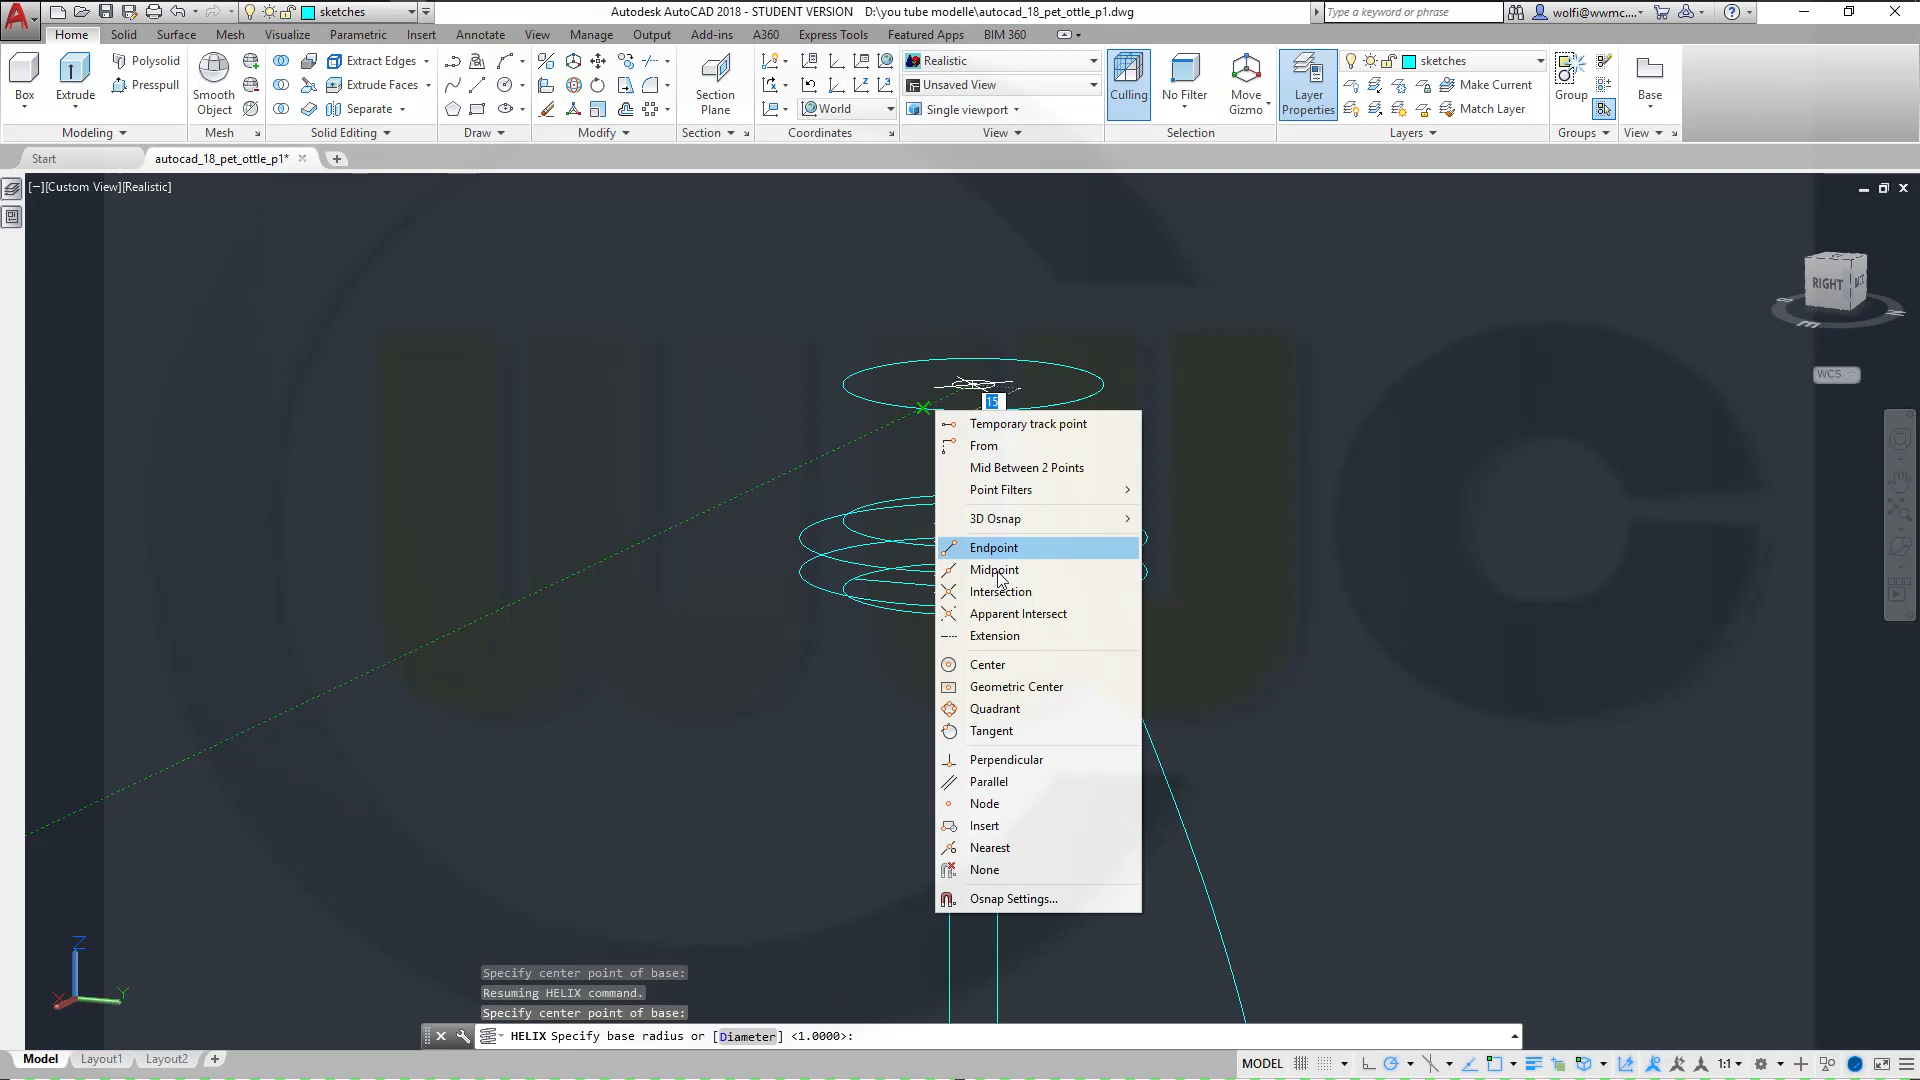 A
sketches
Autodesk AutoCAD 2018 - STUDENT VERSION D:\you tube modelle\autocad_18_pet_ottle_p1.dwg
Type a keyword or phrase
wolfi@wwmc....
Home Solid Surface Mesh Visualize Parametric Insert Annotate View Manage Output Add-ins A360 Express Tools Featured Apps BIM 360
Polysolid
Extract Edges
Realistic
sketches
Presspull
Extrude Faces
Unsaved View
Make Current
Box Extrude
Smooth Object
Separate
Section Plane
World
Single viewport
Culling No Filter
Move Gizmo
Layer Properties
Match Layer
Group Base
Modeling Mesh Solid Editing Draw Modify Section Coordinates View Selection Layers Groups View
Start autocad_18_pet_ottle_p1*
[−][Custom View][Realistic]
RIGHT
WCS
15
Temporary track point
From
Mid Between 2 Points
Point Filters
3D Osnap
Endpoint
Midpoint
Intersection
Apparent Intersect
Extension
Center
Geometric Center
Quadrant
Tangent
Perpendicular
Parallel
Node
Insert
Nearest
None
Osnap Settings...
Z
X Y
Specify center point of base:
Resuming HELIX command.
Specify center point of base:
HELIX Specify base radius or [Diameter] <1.0000>:
Model Layout1 Layout2
MODEL 1:1